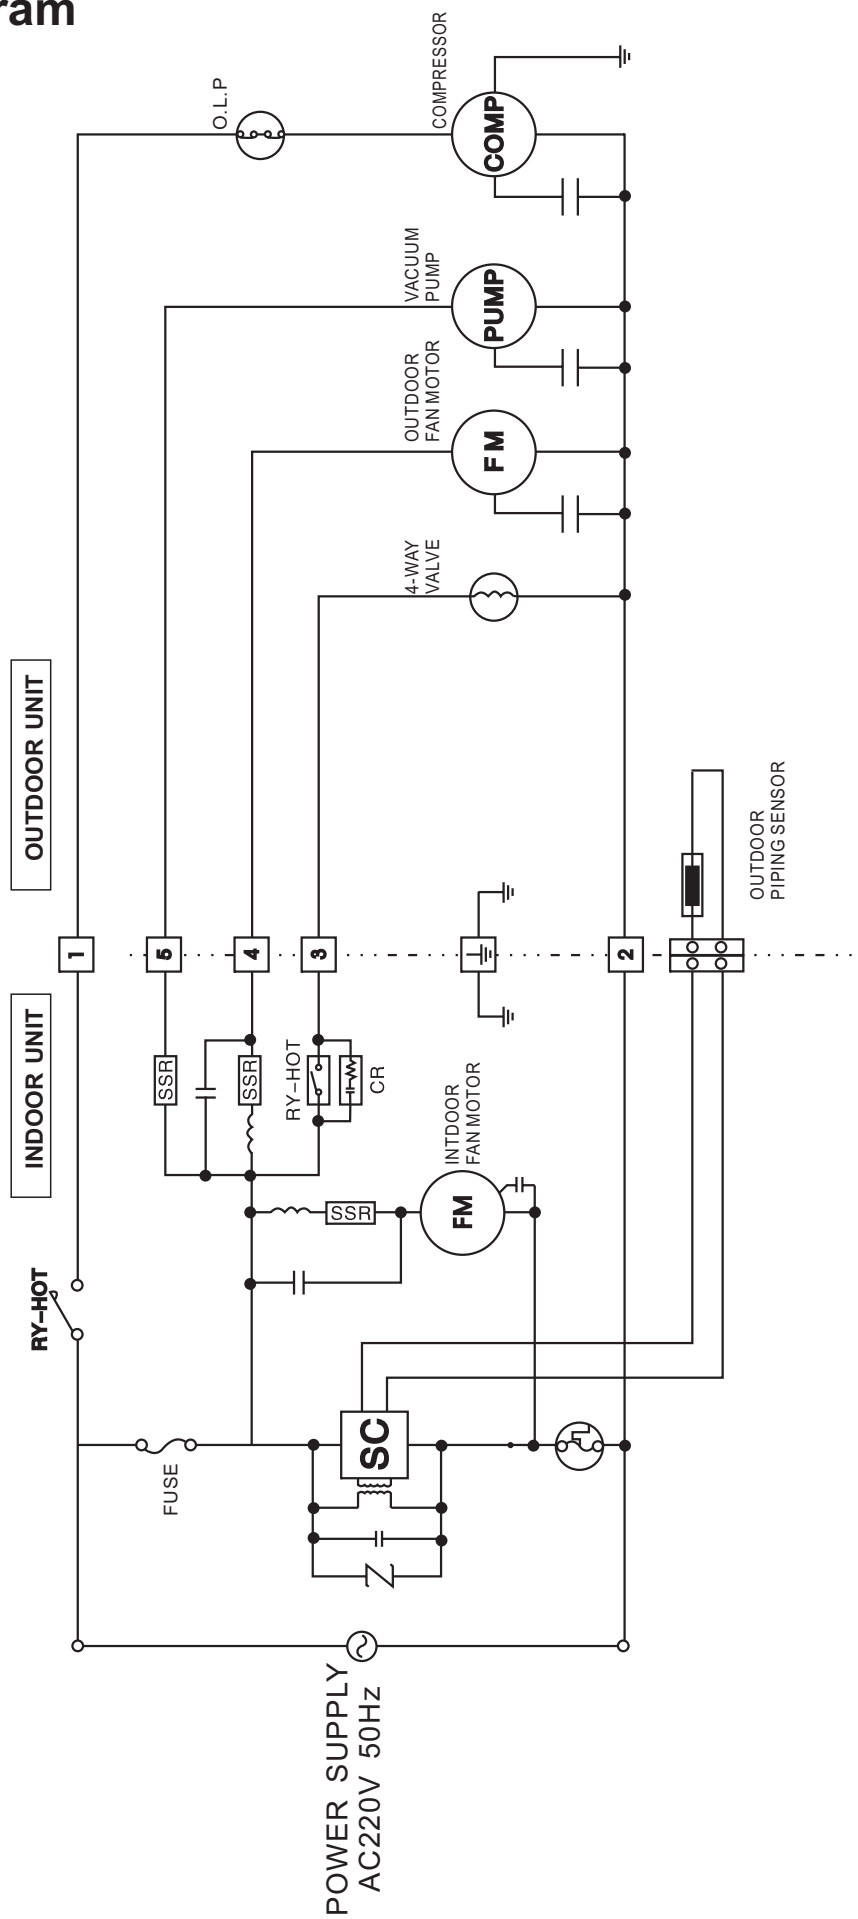 ram
INDOOR UNIT
OUTDOOR UNIT
RY-HOT
1
O.L.P
FUSE
SSR
5
SSR
4
RY-HOT
3
CR
SSR
POWER SUPPLY
AC220V 50Hz
SC
INTDOOR
FAN MOTOR
FM
4-WAY
VALVE
OUTDOOR
FAN MOTOR
FM
VACUUM
PUMP
PUMP
COMPRESSOR
COMP
2
OUTDOOR
PIPING SENSOR